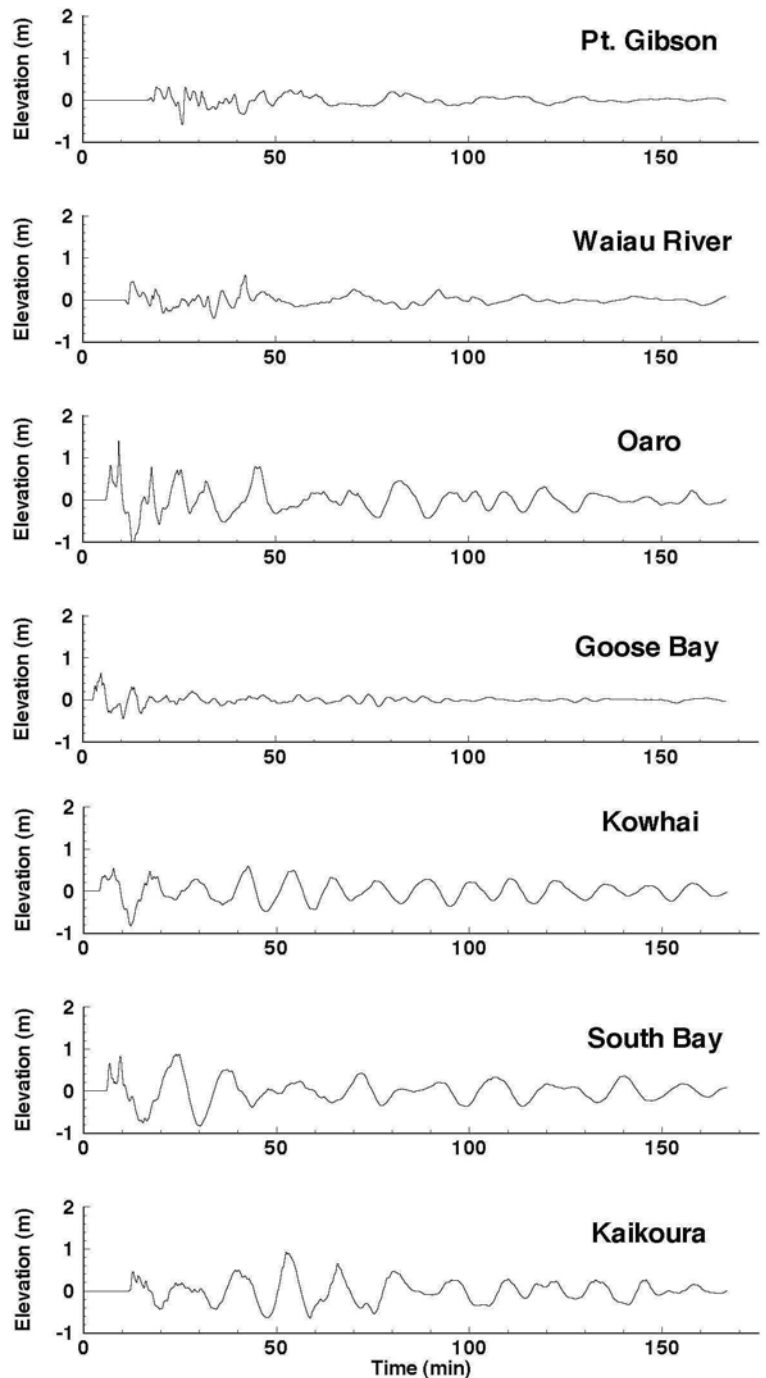 2
Pt. Gibson
Elevation (m)
1
0
-1
0 50 100 150
2
Waiau River
Elevation (m)
1
0
-1
0 50 100 150
2
Oaro
Elevation (m)
1
0
-1
0 50 100 150
2
Goose Bay
Elevation (m)
1
0
-1
0 50 100 150
2
Kowhai
Elevation (m)
1
0
-1
0 50 100 150
2
South Bay
Elevation (m)
1
0
-1
0 50 100 150
2
Kaikoura
Elevation (m)
1
0
-1
0 50 100 150
Time (min)